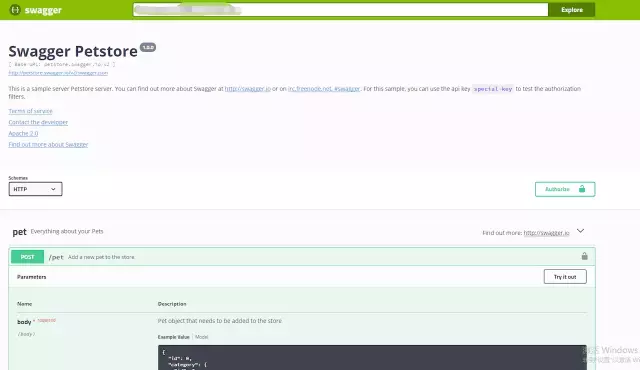 swagger
Explore
Swagger Petstore 1.0.0
[ Base url: petstore.swagger.io/v2 ]
http://petstore.swagger.io/v2/swagger.json
This is a sample server Petstore server. You can find out more about Swagger at http://swagger.io or on irc.freenode.net, #swagger. For this sample, you can use the api key special-key to test the authorization
filters.
Terms of service
Contact the developer
Apache 2.0
Find out more about Swagger
Schemes
HTTP
Authorize
pet Everything about your Pets
Find out more: http://swagger.io
POST /pet Add a new pet to the store
Parameters
Try it out
Name Description
body * required
(body)
Pet object that needs to be added to the store
Example Value Model
{
"id": 0,
"category": {
激活 Windows